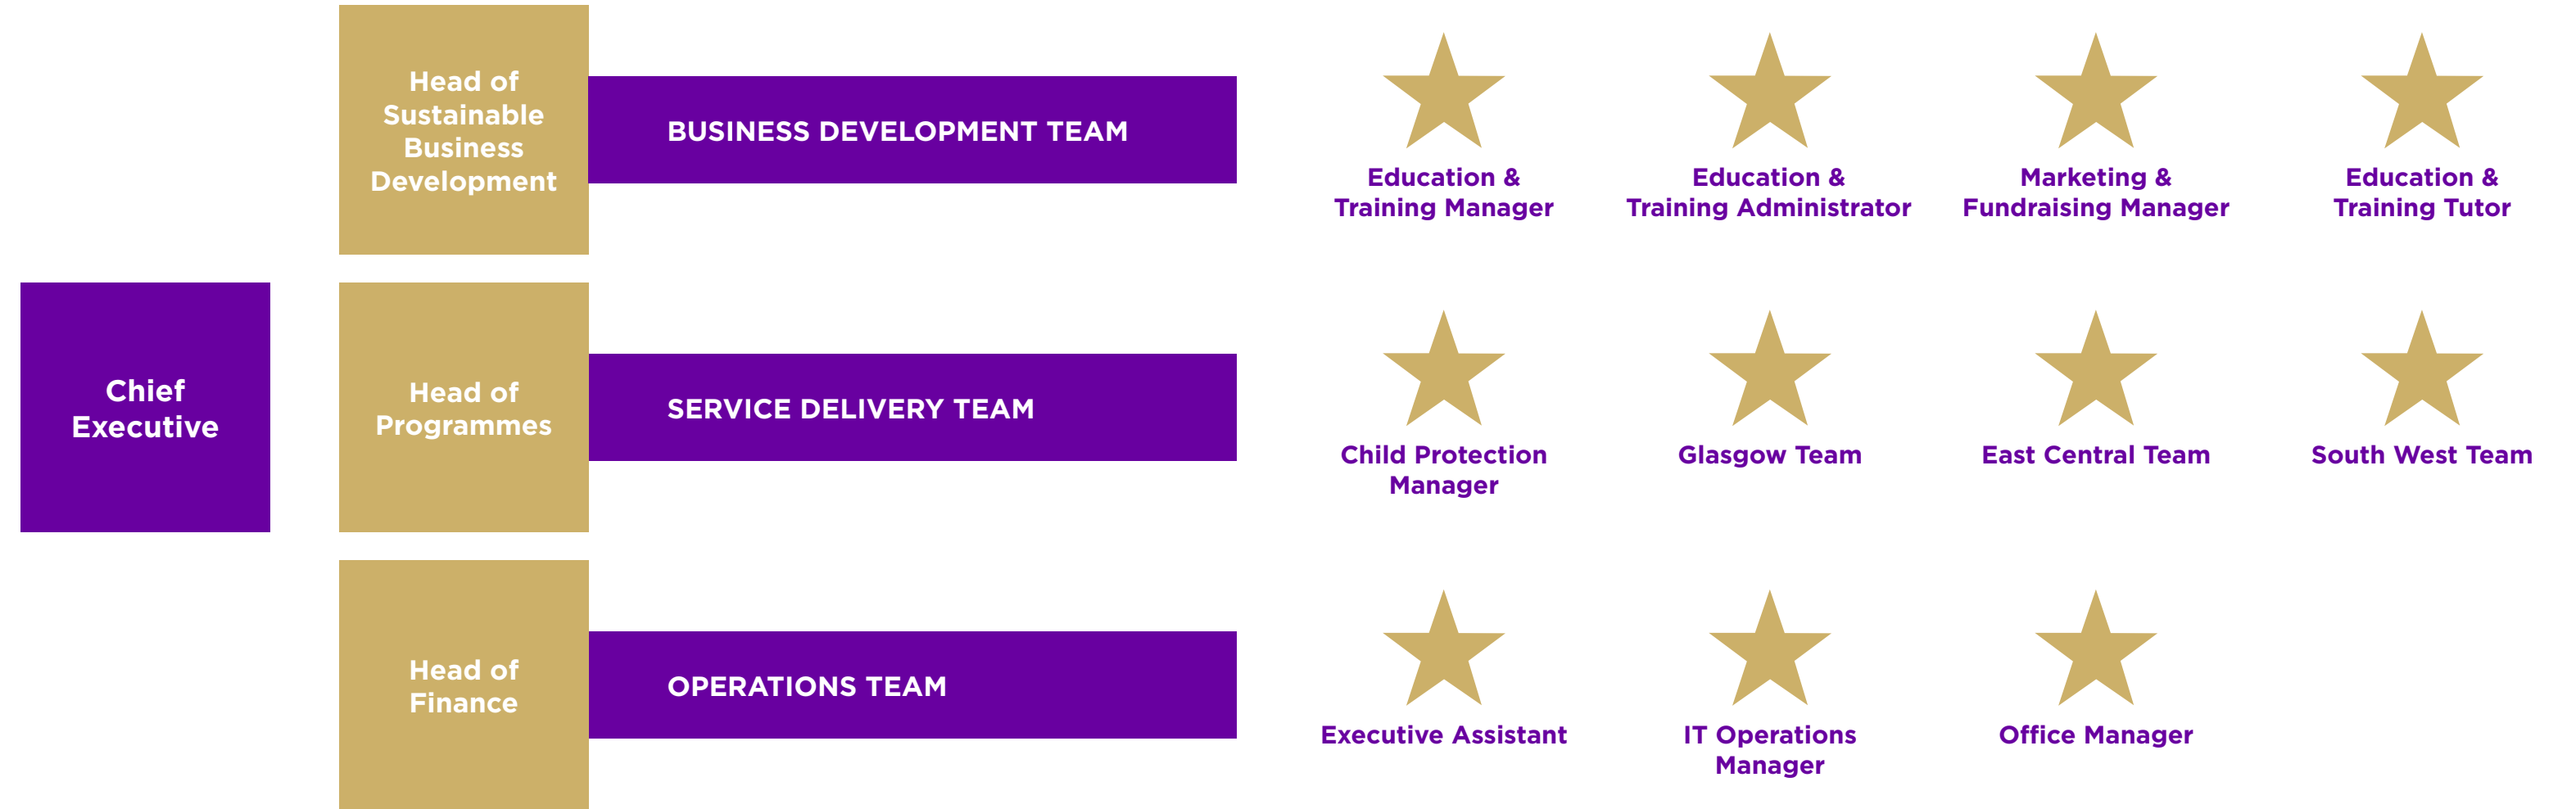 Head of
Sustainable
Business
Development
BUSINESS DEVELOPMENT TEAM
Education &
Training Manager
Education &
Training Administrator
Marketing &
Fundraising Manager
Education &
Training Tutor
Chief
Executive
Head of
Programmes
SERVICE DELIVERY TEAM
Child Protection
Manager
Glasgow Team
East Central Team
South West Team
Head of
Finance
OPERATIONS TEAM
Executive Assistant
IT Operations
Manager
Office Manager